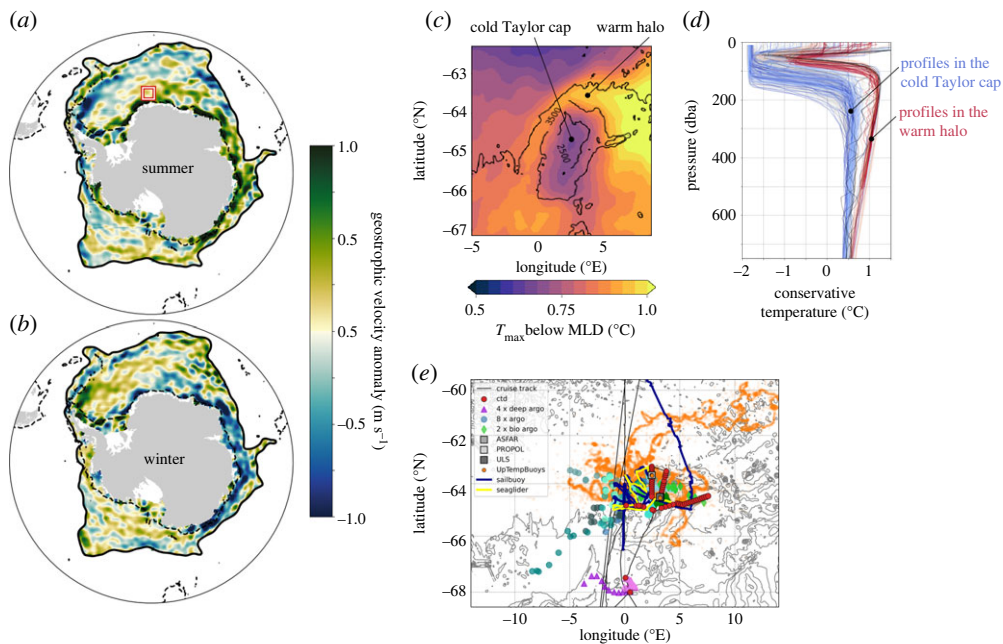 (a)
summer
(b)
winter
1.0
0.5
0.5
−1.0
geostrophic velocity anomaly (m s−1)
(c)
cold Taylor cap
warm halo
−63
−64
−65
−66
−67
latitude (°N)
3500
2500
−5
0
5
longitude (°E)
0.5
0.75
1.0
Tmax below MLD (°C)
(d)
0
200
400
600
pressure (dba)
profiles in the
cold Taylor cap
profiles in the
warm halo
−2
−1
0
1
conservative
temperature (°C)
(e)
−60
−62
−64
−66
−68
latitude (°N)
cruise track
ctd
4 x deep argo
8 x argo
2 x bio argo
ASFAR
PROPOL
ULS
UpTempBuoys
sailbuoy
seaglider
−10
−5
0
5
10
longitude (°E)